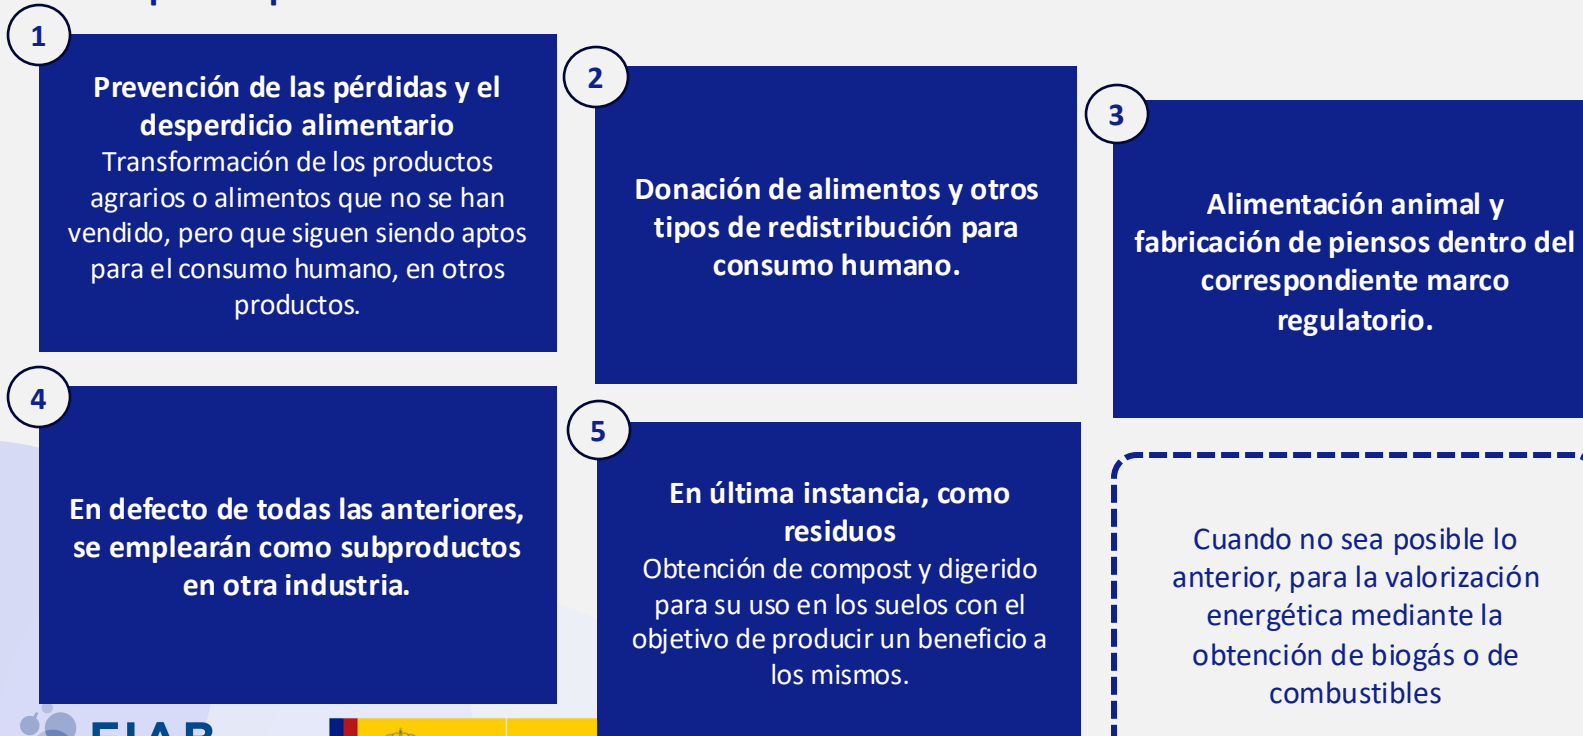 1
Prevención de las pérdidas y el
desperdicio alimentario
Transformación de los productos
agrarios o alimentos que no se han
vendido, pero que siguen siendo aptos
para el consumo humano, en otros
productos.
2
Donación de alimentos y otros
tipos de redistribución para
consumo humano.
3
Alimentación animal y
fabricación de piensos dentro del
correspondiente marco
regulatorio.
4
En defecto de todas las anteriores,
se emplearán como subproductos
en otra industria.
5
En última instancia, como
residuos
Obtención de compost y digerido
para su uso en los suelos con el
objetivo de producir un beneficio a
los mismos.
Cuando no sea posible lo
anterior, para la valorización
energética mediante la
obtención de biogás o de
combustibles
FIAB